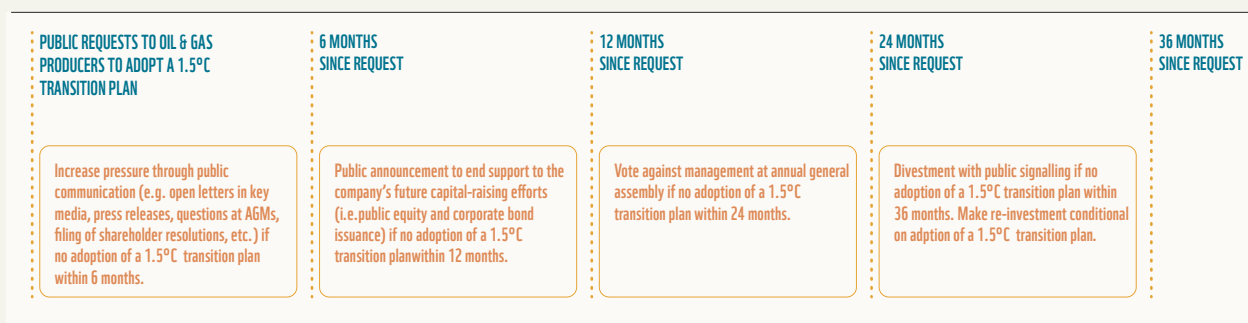 PUBLIC REQUESTS TO OIL & GAS
PRODUCERS TO ADOPT A 1.5ºC
TRANSITION PLAN
6 MONTHS
SINCE REQUEST
12 MONTHS
SINCE REQUEST
24 MONTHS
SINCE REQUEST
36 MONTHS
SINCE REQUEST
Increase pressure through public
communication (e.g. open letters in key
media, press releases, questions at AGMs,
filing of shareholder resolutions, etc.) if
no adoption of a 1.5ºC transition plan
within 6 months.
Public announcement to end support to the
company's future capital-raising efforts
(i.e.public equity and corporate bond
issuance) if no adoption of a 1.5ºC
transition planwithin 12 months.
Vote against management at annual general
assembly if no adoption of a 1.5ºC
transition plan within 24 months.
Divestment with public signalling if no
adoption of a 1.5ºC transition plan within
36 months. Make re-investment conditional
on adption of a 1.5ºC transition plan.